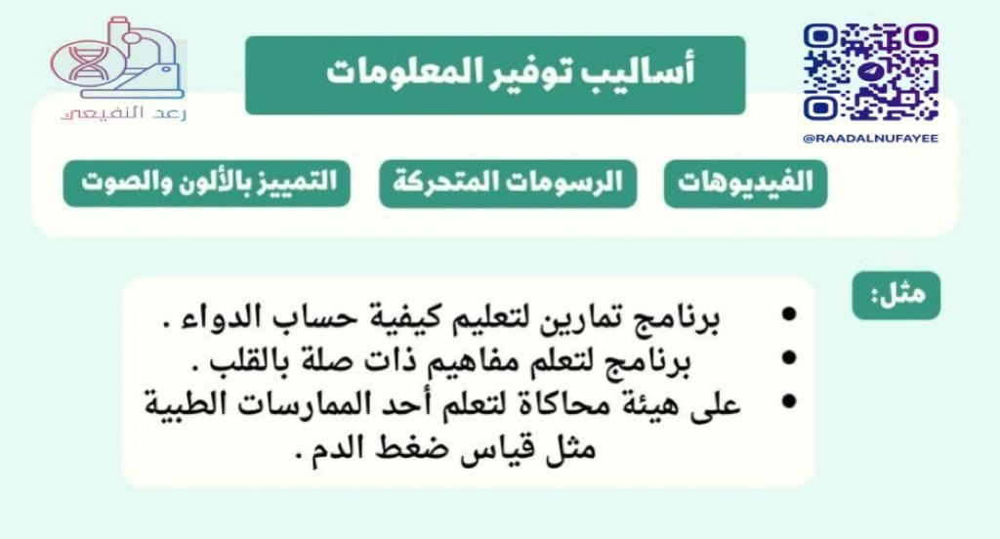 رعد النفيعي
أساليب توفير المعلومات
@RAADALNUFAYEE
الفيديوهات
الرسومات المتحركة
التمييز بالألون والصوت
مثل:
• برنامج تمارين لتعليم كيفية حساب الدواء .
• برنامج لتعلم مفاهيم ذات صلة بالقلب .
• على هيئة محاكاة لتعلم أحد الممارسات الطبية
مثل قياس ضغط الدم .